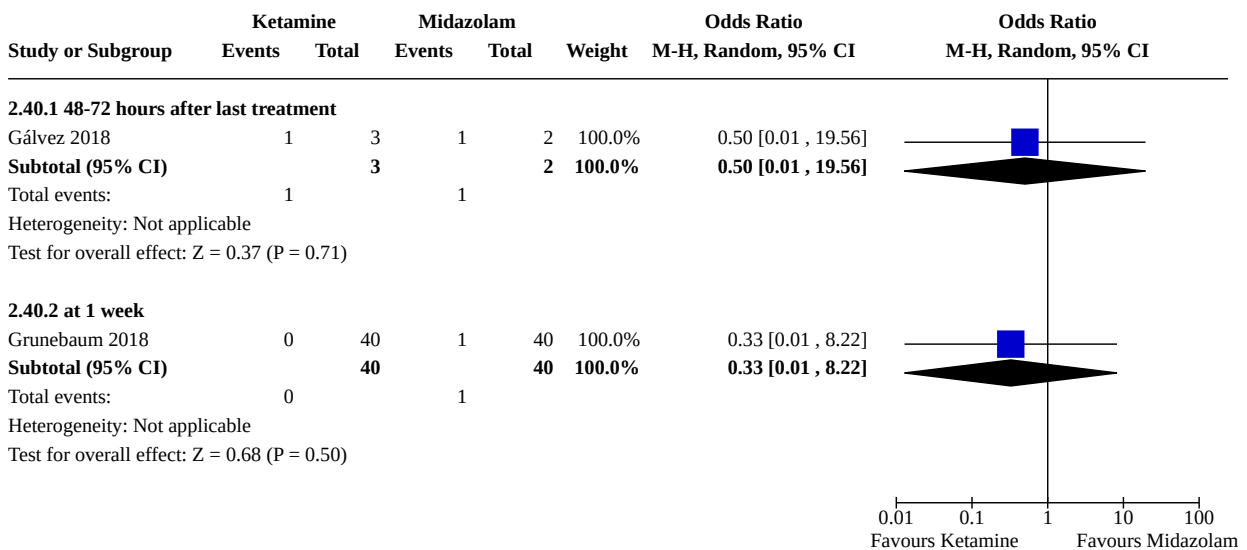 Ketamine Midazolam Odds Ratio Odds Ratio
Study or Subgroup Events Total Events Total Weight M-H, Random, 95% CI M-H, Random, 95% CI
2.40.1 48-72 hours after last treatment
Gálvez 2018 1 3 1 2 100.0% 0.50 [0.01 , 19.56]
Subtotal (95% CI) 3 2 100.0% 0.50 [0.01 , 19.56]
Total events: 1 1
Heterogeneity: Not applicable
Test for overall effect: Z = 0.37 (P = 0.71)
2.40.2 at 1 week
Grunebaum 2018 0 40 1 40 100.0% 0.33 [0.01 , 8.22]
Subtotal (95% CI) 40 40 100.0% 0.33 [0.01 , 8.22]
Total events: 0 1
Heterogeneity: Not applicable
Test for overall effect: Z = 0.68 (P = 0.50)
0.01 0.1 1 10 100
Favours Ketamine Favours Midazolam